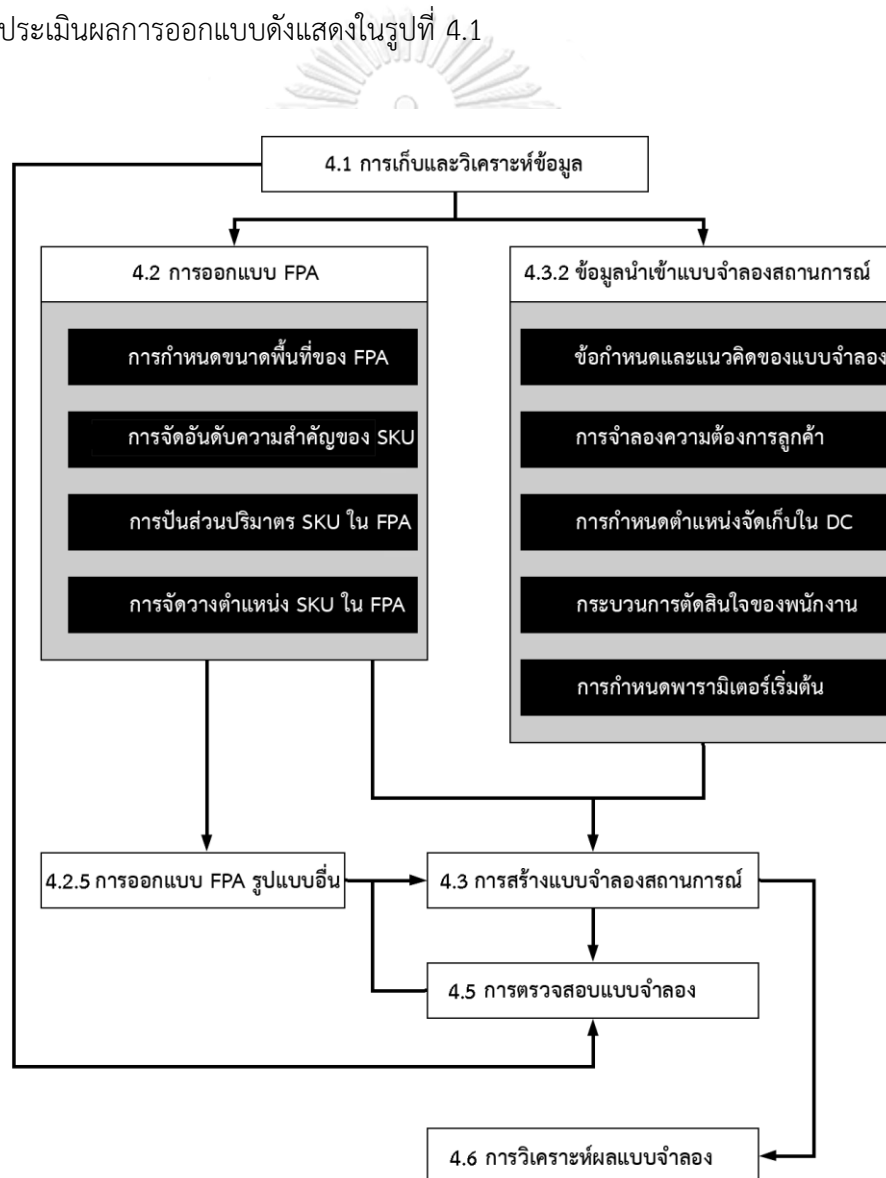 ประเมินผลการออกแบบดังแสดงในรูปที่ 4.1
4.1 การเก็บและวิเคราะห์ข้อมูล
4.2 การออกแบบ FPA
การกำหนดขนาดพื้นที่ของ FPA
การจัดอันดับความสำคัญของ SKU
การปันส่วนปริมาตร SKU ใน FPA
การจัดวางตำแหน่ง SKU ใน FPA
4.3.2 ข้อมูลนำเข้าแบบจำลองสถานการณ์
ข้อกำหนดและแนวคิดของแบบจำลอง
การจำลองความต้องการลูกค้า
การกำหนดตำแหน่งจัดเก็บใน DC
กระบวนการตัดสินใจของพนักงาน
การกำหนดพารามิเตอร์เริ่มต้น
4.2.5 การออกแบบ FPA รูปแบบอื่น
4.3 การสร้างแบบจำลองสถานการณ์
4.5 การตรวจสอบแบบจำลอง
4.6 การวิเคราะห์ผลแบบจำลอง